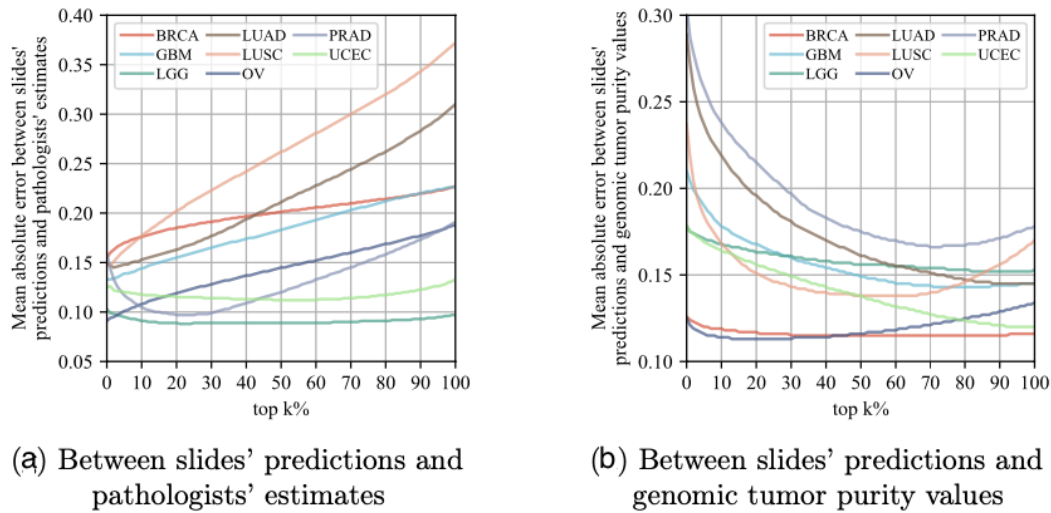 Mean absolute error between slides'
predictions and pathologists' estimates
0.40
0.35
0.30
0.25
0.20
0.15
0.10
0.05
BRCA LUAD PRAD
GBM LUSC UCEC
LGG OV
0 10 20 30 40 50 60 70 80 90 100
top k%
(a) Between slides' predictions and
pathologists' estimates
Mean absolute error between slides'
predictions and genomic tumor purity values
0.30
0.25
0.20
0.15
0.10
BRCA LUAD PRAD
GBM LUSC UCEC
LGG OV
0 10 20 30 40 50 60 70 80 90 100
top k%
(b) Between slides' predictions and
genomic tumor purity values